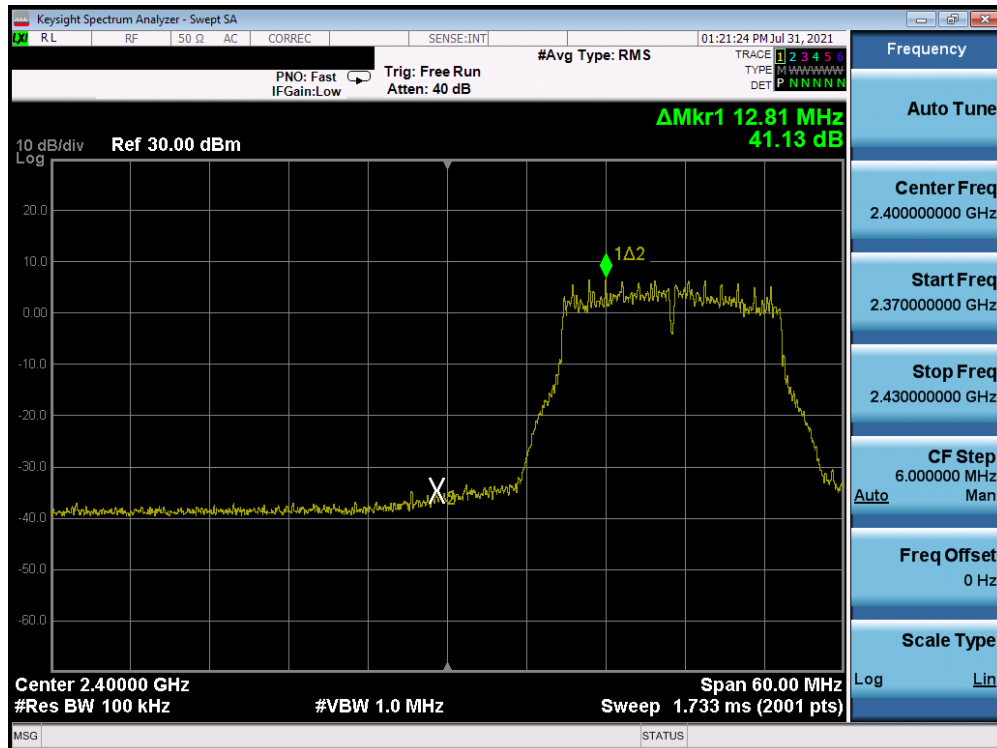 Keysight Spectrum Analyzer - Swept SA
LXI RL RF 50 Ω AC CORREC SENSE:INT 01:21:24 PM Jul 31, 2021
PNO: Fast
IFGain:Low
Trig: Free Run
Atten: 40 dB
#Avg Type: RMS
TRACE 1 2 3 4 5 6
TYPE M WWWWW
DET P N N N N N
ΔMkr1 12.81 MHz
41.13 dB
10 dB/div Ref 30.00 dBm
Log
20.0
10.0
0.00
-10.0
-20.0
-30.0
-40.0
-50.0
-60.0
1Δ2
X2
Center 2.40000 GHz Span 60.00 MHz
#Res BW 100 kHz #VBW 1.0 MHz Sweep 1.733 ms (2001 pts)
MSG STATUS
Frequency
Auto Tune
Center Freq
2.400000000 GHz
Start Freq
2.370000000 GHz
Stop Freq
2.430000000 GHz
CF Step
6.000000 MHz
Auto Man
Freq Offset
0 Hz
Scale Type
Log Lin